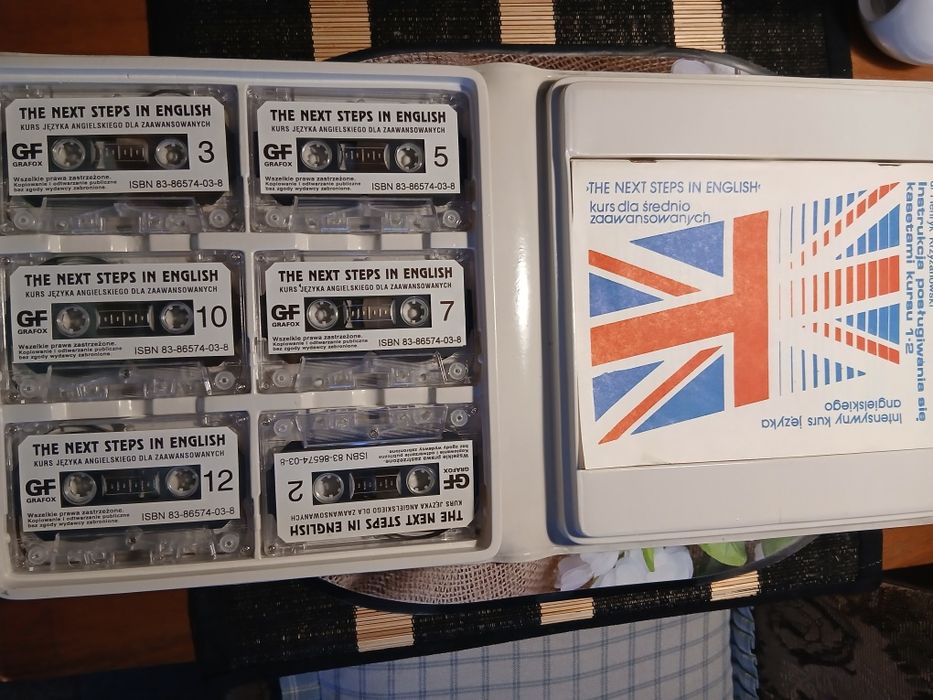 THE NEXT STEPS IN ENGLISH
KURS JĘZYKA ANGIELSKIEGO DLA ZAAWANSOWANYCH
GF
GRAFOX
3
Wszelkie prawa zastrzeżone.
Kopiowanie i odtwarzanie publiczne
bez zgody wydawcy zabronione.
ISBN 83-86574-03-8
THE NEXT STEPS IN ENGLISH
KURS JĘZYKA ANGIELSKIEGO DLA ZAAWANSOWANYCH
GF
GRAFOX
5
Wszelkie prawa zastrzeżone.
Kopiowanie i odtwarzanie publiczne
bez zgody wydawcy zabronione.
ISBN 83-86574-03-8
THE NEXT STEPS IN ENGLISH
KURS JĘZYKA ANGIELSKIEGO DLA ZAAWANSOWANYCH
GF
GRAFOX
10
Wszelkie prawa zastrzeżone.
Kopiowanie i odtwarzanie publiczne
bez zgody wydawcy zabronione.
ISBN 83-86574-03-8
THE NEXT STEPS IN ENGLISH
KURS JĘZYKA ANGIELSKIEGO DLA ZAAWANSOWANYCH
GF
GRAFOX
7
Wszelkie prawa zastrzeżone.
Kopiowanie i odtwarzanie publiczne
bez zgody wydawcy zabronione.
ISBN 83-86574-03-8
THE NEXT STEPS IN ENGLISH
KURS JĘZYKA ANGIELSKIEGO DLA ZAAWANSOWANYCH
GF
GRAFOX
12
Wszelkie prawa zastrzeżone.
Kopiowanie i odtwarzanie publiczne
bez zgody wydawcy zabronione.
ISBN 83-86574-03-8
THE NEXT STEPS IN ENGLISH
KURS JĘZYKA ANGIELSKIEGO DLA ZAAWANSOWANYCH
GF
GRAFOX
2
Wszelkie prawa zastrzeżone.
Kopiowanie i odtwarzanie publiczne
bez zgody wydawcy zabronione.
ISBN 83-86574-03-8
›THE NEXT STEPS IN ENGLISH‹
kurs dla średnio
zaawansowanych
Intensywny kurs języka
angielskiego
dr Henryk Krzyżanowski
Instrukcja posługiwania się
kasetami kursu 1-2